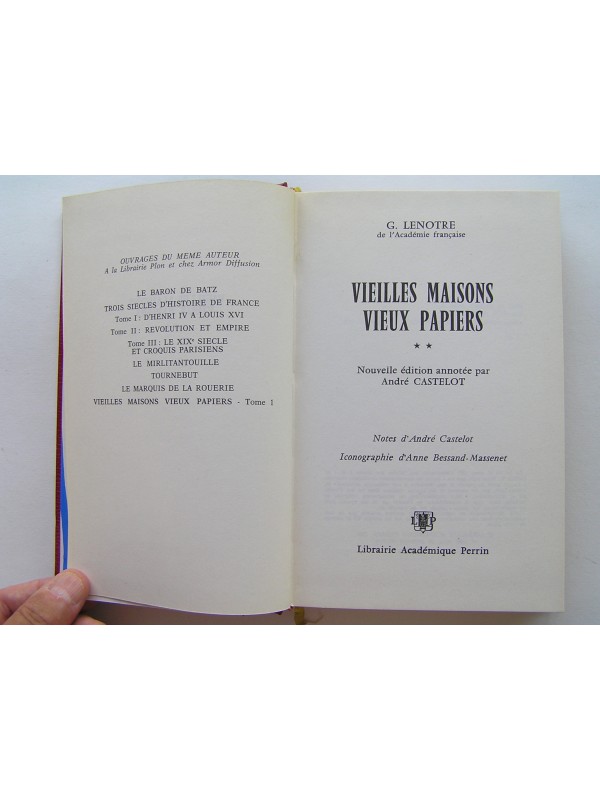 OUVRAGES DU MEME AUTEUR
A la Librairie Plon et chez Armor Diffusion
LE BARON DE BATZ
TROIS SIECLES D'HISTOIRE DE FRANCE
Tome I : D'HENRI IV A LOUIS XVI
Tome II : REVOLUTION ET EMPIRE
Tome III : LE XIXe SIECLE
ET CROQUIS PARISIENS
LE MIRLITANTOUILLE
TOURNEBUT
LE MARQUIS DE LA ROUERIE
VIEILLES MAISONS VIEUX PAPIERS - Tome 1
G. LENOTRE
de l'Académie française
VIEILLES MAISONS
VIEUX PAPIERS
★ ★
Nouvelle édition annotée par
André CASTELOT
Notes d'André Castelot
Iconographie d'Anne Bessand-Massenet
L P
Librairie Académique Perrin